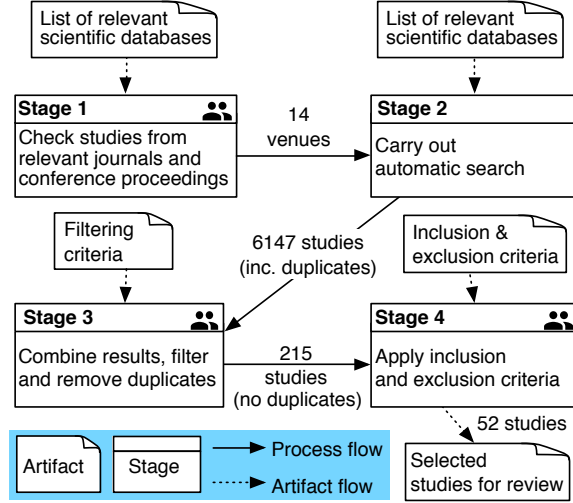 List of relevant
scientific databases
List of relevant
scientific databases
Stage 1
Check studies from
relevant journals and
conference proceedings
14
venues
Stage 2
Carry out
automatic search
Filtering
criteria
6147 studies
(inc. duplicates)
Inclusion &
exclusion criteria
Stage 3
Combine results, filter
and remove duplicates
215
studies
(no duplicates)
Stage 4
Apply inclusion
and exclusion criteria
52 studies
Artifact
Stage
Process flow
Artifact flow
Selected
studies for review